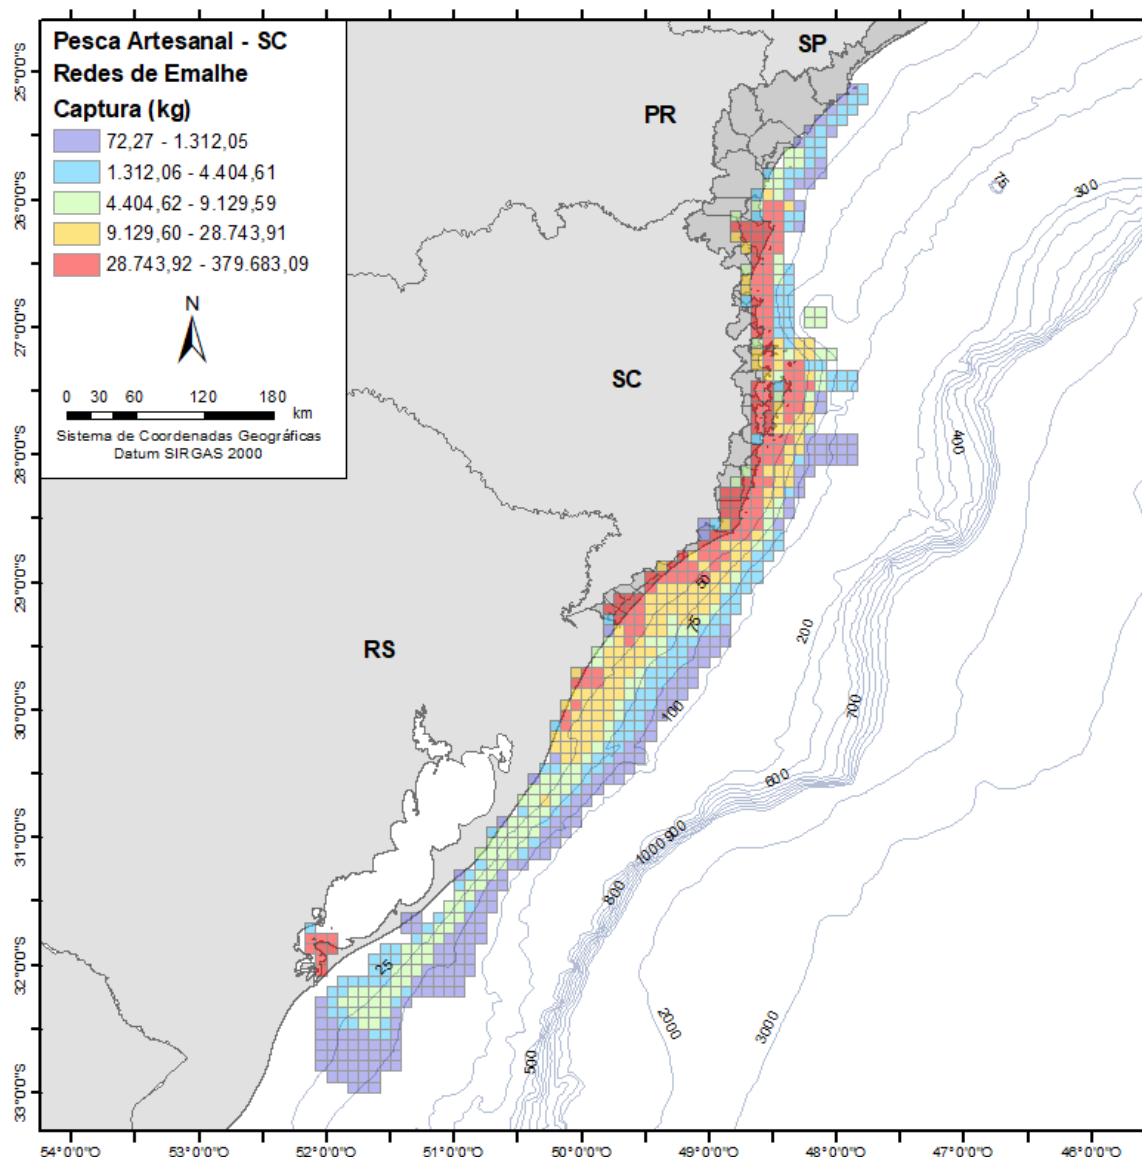 Pesca Artesanal - SC
Redes de Emalhe
Captura (kg)
72,27 - 1.312,05
1.312,06 - 4.404,61
4.404,62 - 9.129,59
9.129,60 - 28.743,91
28.743,92 - 379.683,09
N
0 30 60 120 180 km
Sistema de Coordenadas Geográficas
Datum SIRGAS 2000
SP
PR
SC
RS
75
300
400
50
75
200
100
700
600
900
1000
800
25
2000
3000
500
25°0'0"S
26°0'0"S
27°0'0"S
28°0'0"S
29°0'0"S
30°0'0"S
31°0'0"S
32°0'0"S
33°0'0"S
54°0'0"O 53°0'0"O 52°0'0"O 51°0'0"O 50°0'0"O 49°0'0"O 48°0'0"O 47°0'0"O 46°0'0"O